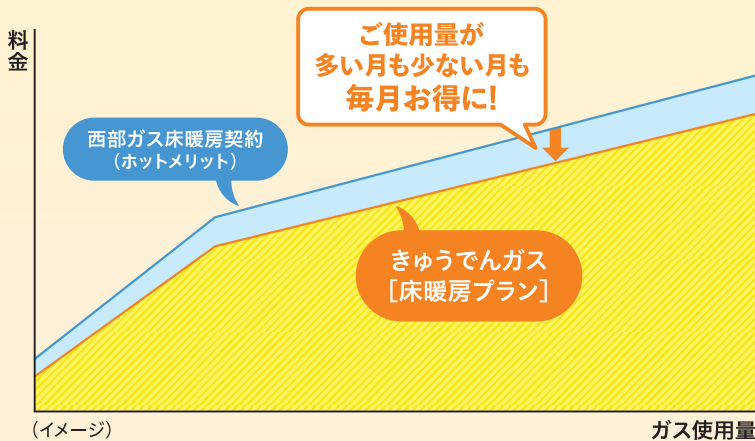 料金
ご使用量が
多い月も少ない月も
毎月お得に!
西部ガス床暖房契約
(ホットメリット)
きゅうでんガス
[床暖房プラン]
(イメージ)
ガス使用量